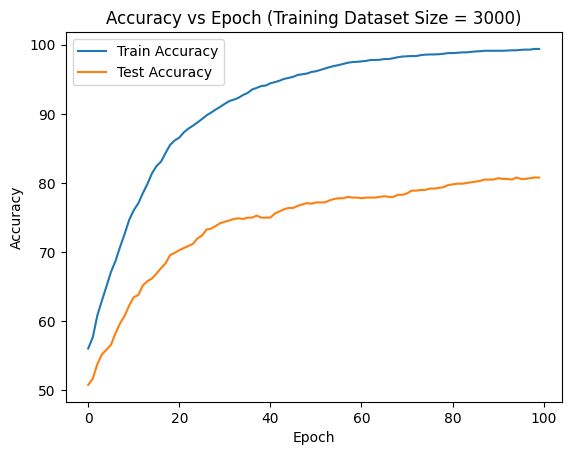 Accuracy vs Epoch (Training Dataset Size = 3000)
Train Accuracy
Test Accuracy
Accuracy
100
90
80
70
60
50
0 20 40 60 80 100
Epoch